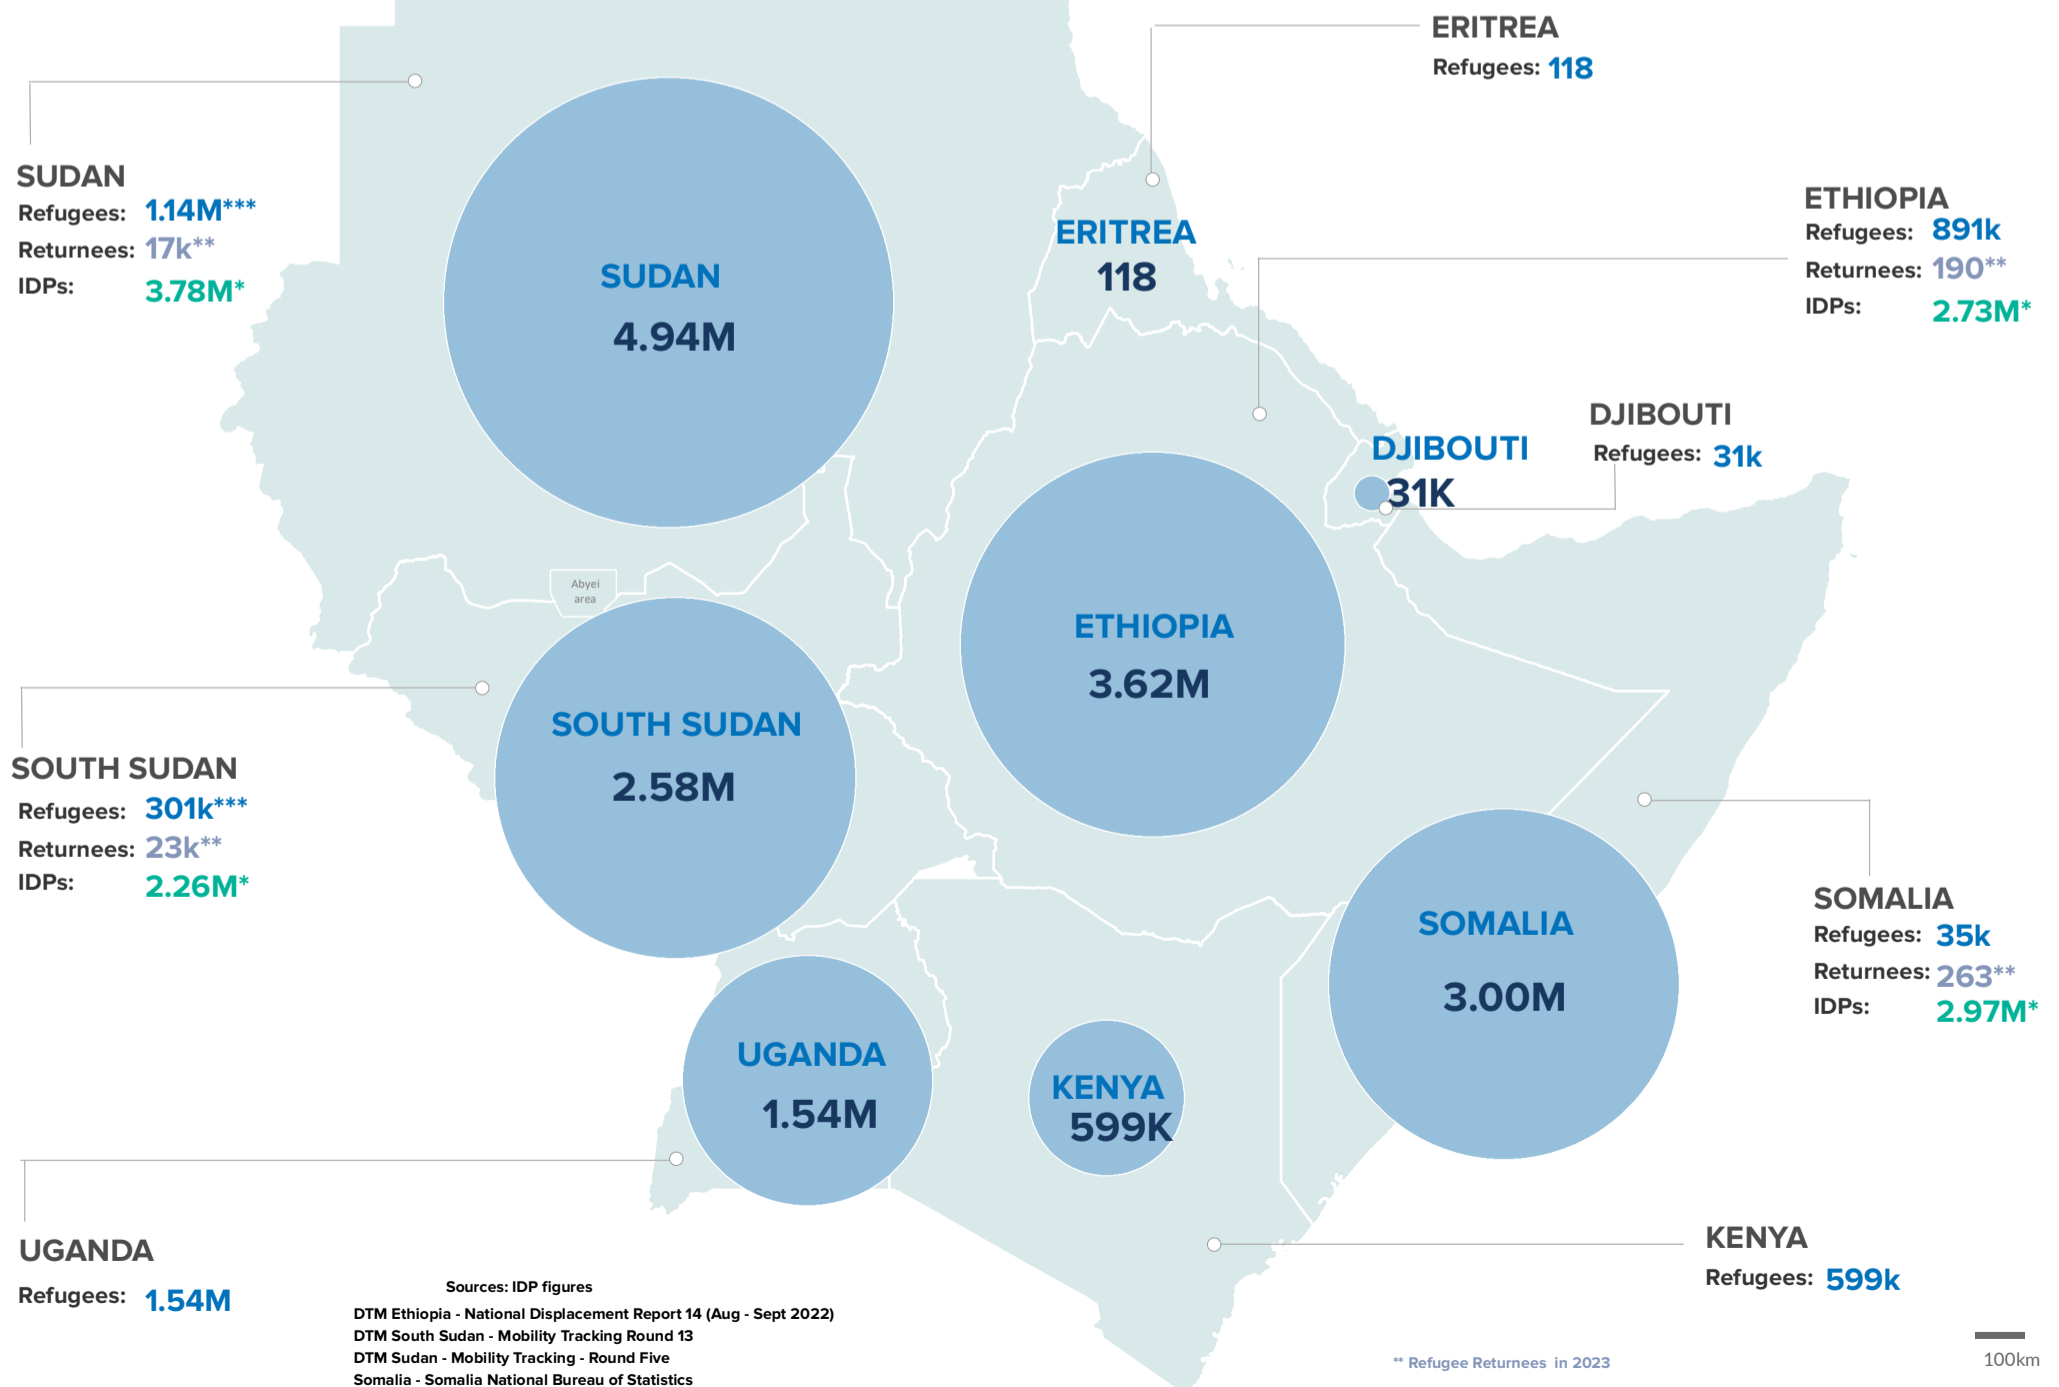 ERITREA
Refugees: 118
SUDAN
Refugees: 1.14M***
Returnees: 17k**
IDPs: 3.78M*
ETHIOPIA
Refugees: 891k
Returnees: 190**
IDPs: 2.73M*
ERITREA
118
SUDAN
4.94M
DJIBOUTI
Refugees: 31k
DJIBOUTI
31K
Abyei
area
ETHIOPIA
3.62M
SOUTH SUDAN
2.58M
SOUTH SUDAN
Refugees: 301k***
Returnees: 23k**
IDPs: 2.26M*
SOMALIA
3.00M
SOMALIA
Refugees: 35k
Returnees: 263**
IDPs: 2.97M*
UGANDA
1.54M
KENYA
599K
UGANDA
Refugees: 1.54M
KENYA
Refugees: 599k
Sources: IDP figures
DTM Ethiopia - National Displacement Report 14 (Aug - Sept 2022)
DTM South Sudan - Mobility Tracking Round 13
DTM Sudan - Mobility Tracking - Round Five
Somalia - Somalia National Bureau of Statistics
** Refugee Returnees in 2023
100km